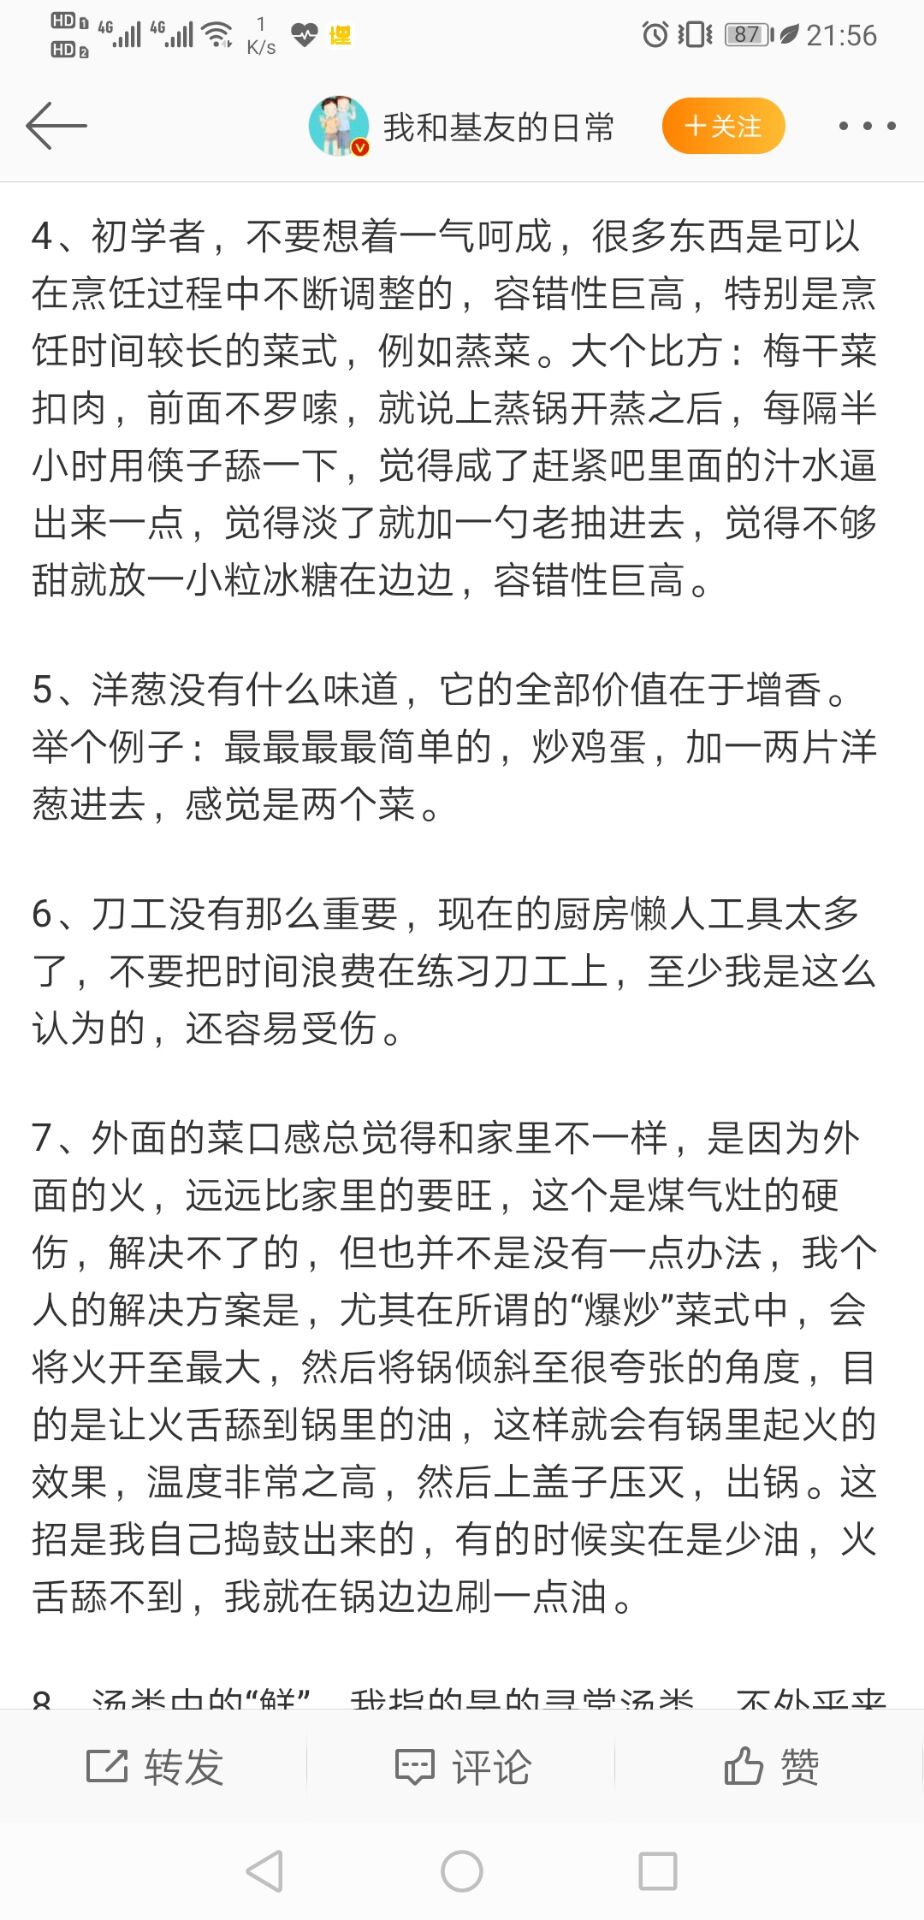 HD 1 4G 4G 1 K/s 87 21:56
HD 2
我和基友的日常 +关注
4、初学者，不要想着一气呵成，很多东西是可以
在烹饪过程中不断调整的，容错性巨高，特别是烹
饪时间较长的菜式，例如蒸菜。大个比方：梅干菜
扣肉，前面不罗嗦，就说上蒸锅开蒸之后，每隔半
小时用筷子舔一下，觉得咸了赶紧吧里面的汁水逼
出来一点，觉得淡了就加一勺老抽进去，觉得不够
甜就放一小粒冰糖在边边，容错性巨高。
5、洋葱没有什么味道，它的全部价值在于增香。
举个例子：最最最最简单的，炒鸡蛋，加一两片洋
葱进去，感觉是两个菜。
6、刀工没有那么重要，现在的厨房懒人工具太多
了，不要把时间浪费在练习刀工上，至少我是这么
认为的，还容易受伤。
7、外面的菜口感总觉得和家里不一样，是因为外
面的火，远远比家里的要旺，这个是煤气灶的硬
伤，解决不了的，但也并不是没有一点办法，我个
人的解决方案是，尤其在所谓的“爆炒”菜式中，会
将火开至最大，然后将锅倾斜至很夸张的角度，目
的是让火舌舔到锅里的油，这样就会有锅里起火的
效果，温度非常之高，然后上盖子压灭，出锅。这
招是我自己捣鼓出来的，有的时候实在是少油，火
舌舔不到，我就在锅边边刷一点油。
8、汤类中的“鲜”，我指的是的寻常汤类，不外乎来
转发 评论 赞